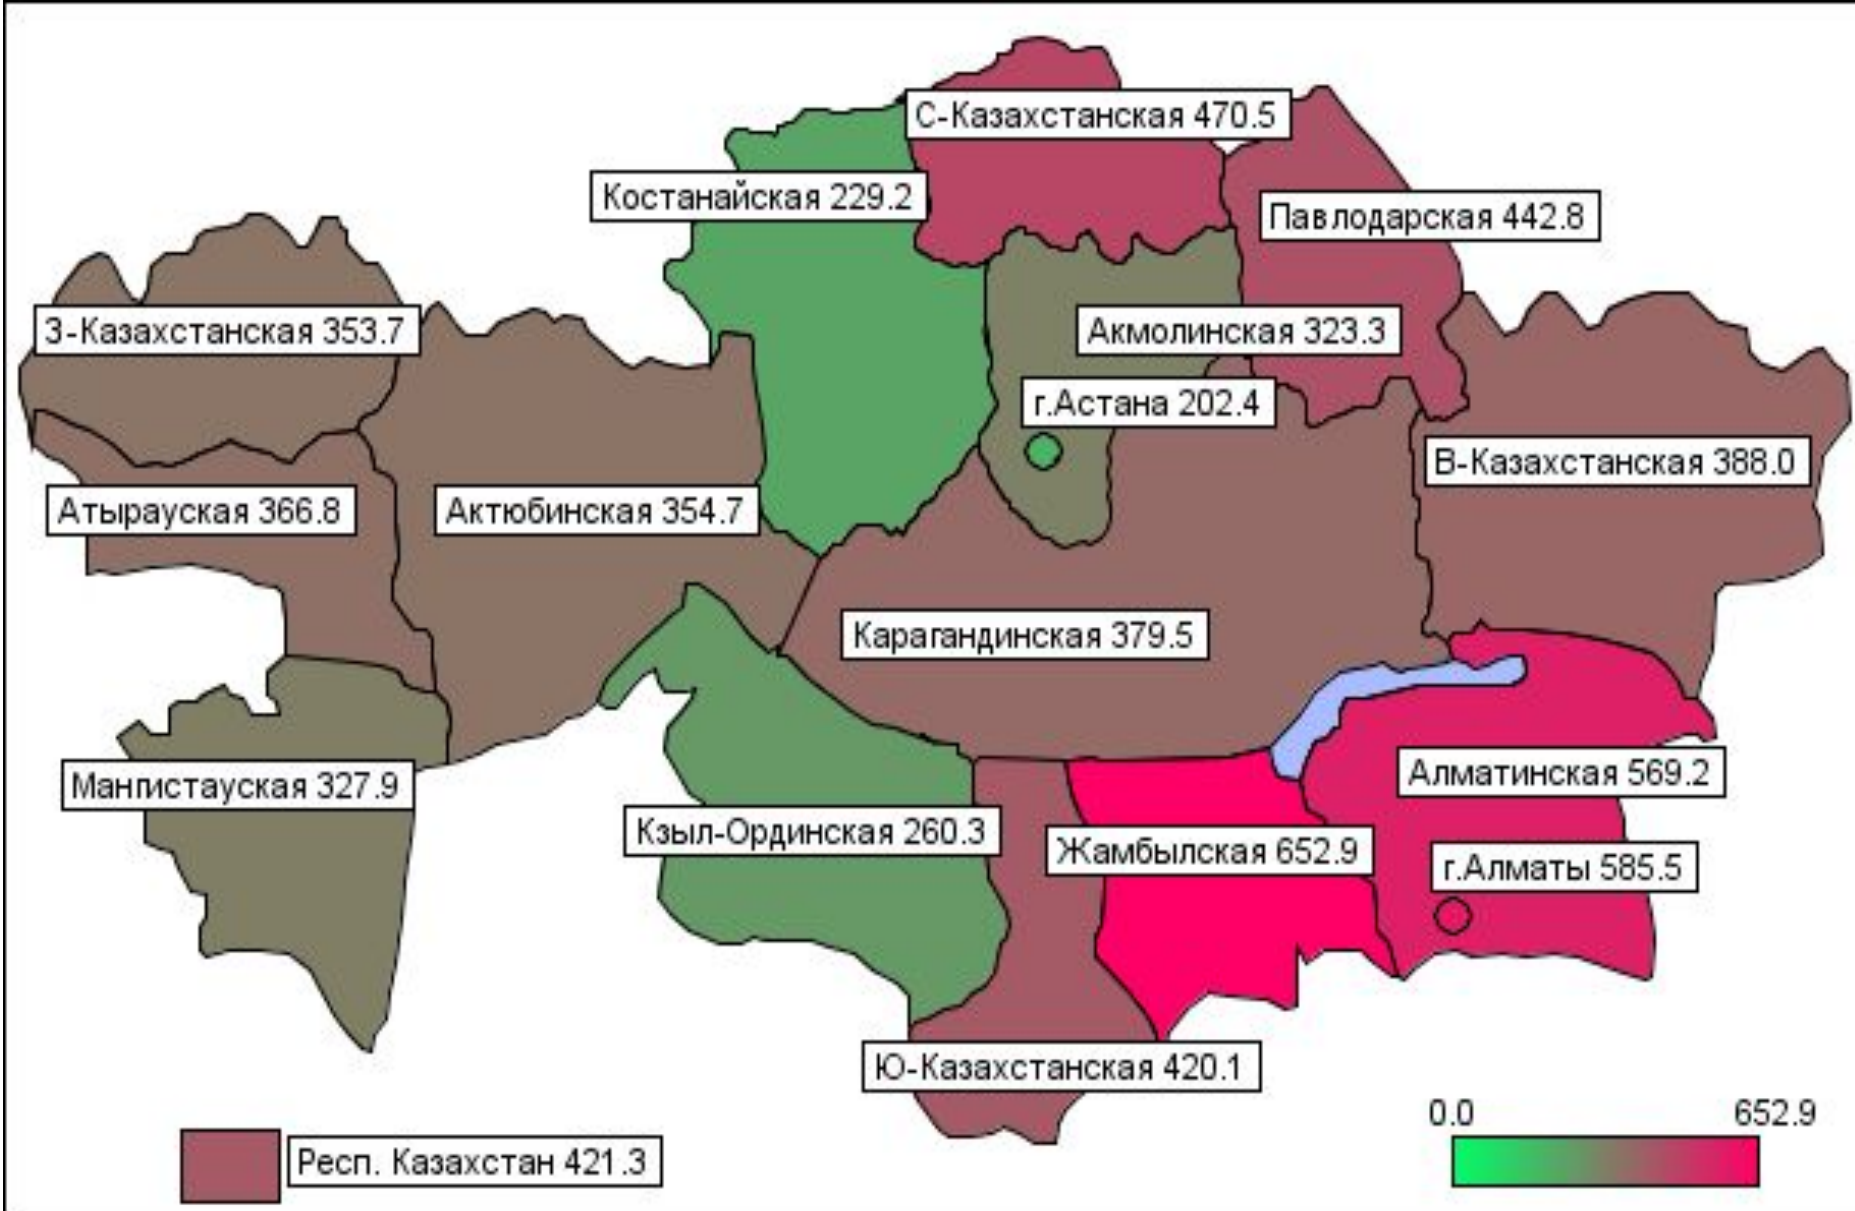 С-Казахстанская 470.5
Костанайская 229.2
Павлодарская 442.8
З-Казахстанская 353.7
Акмолинская 323.3
г.Астана 202.4
В-Казахстанская 388.0
Атырауская 366.8
Актюбинская 354.7
Карагандинская 379.5
Мангистауская 327.9
Алматинская 569.2
Кзыл-Ординская 260.3
Жамбылская 652.9
г.Алматы 585.5
Ю-Казахстанская 420.1
0.0 652.9
Респ. Казахстан 421.3